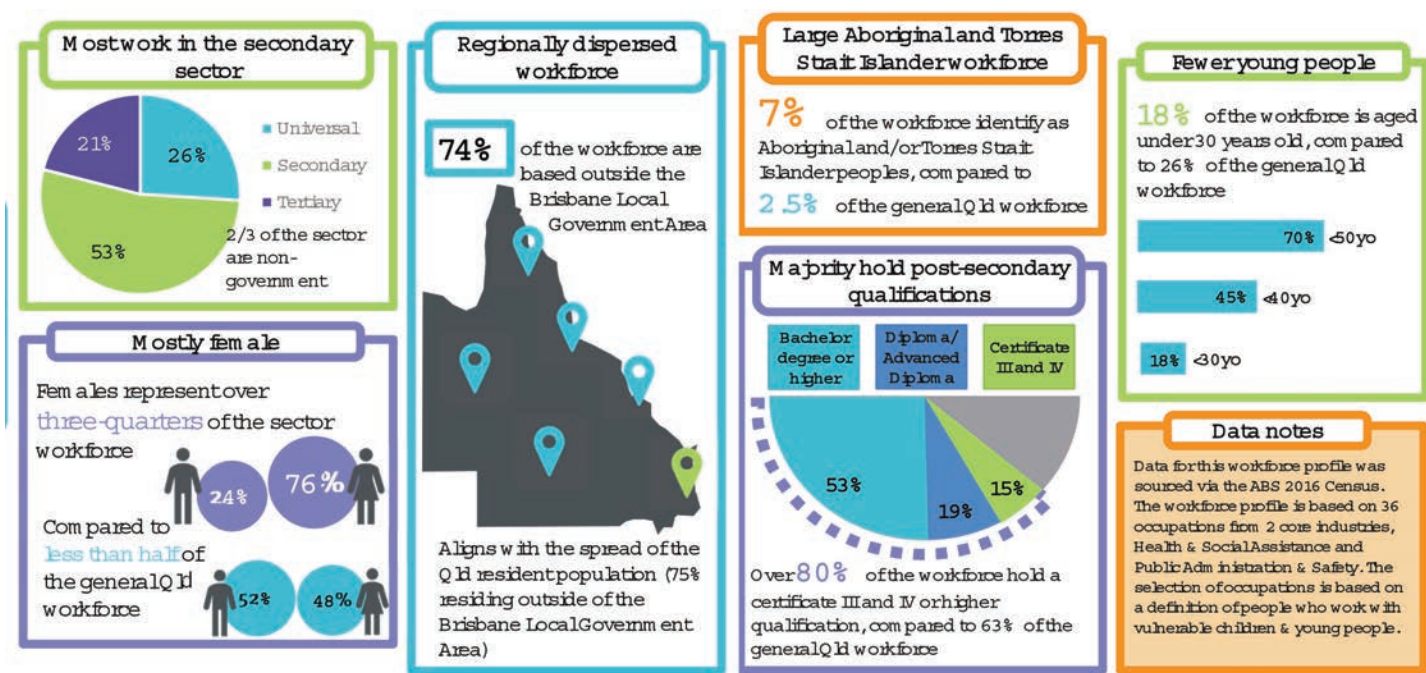 Most work in the secondary
sector
21%
26%
53%
Universal
Secondary
Tertiary
2/3 of the sector
are non-
government
Mostly female
Females represent over
three-quarters of the sector
workforce
24%
76%
Compared to
less than half of
the general Qld
workforce
52%
48%
Regionally dispersed
workforce
74%
of the workforce are
based outside the
Brisbane Local
Government Area
Aligns with the spread of the
Qld resident population (75%
residing outside of the
Brisbane Local Government
Area)
Large Aboriginal and Torres
Strait Islander workforce
7% of the workforce identify as
Aboriginal and/or Torres Strait
Islander peoples, compared to
2.5% of the general Qld workforce
Majority hold post-secondary
qualifications
Bachelor
degree or
higher
Diploma/
Advanced
Diploma
Certificate
III and IV
53%
19%
15%
Over 80% of the workforce hold a
certificate III and IV or higher
qualification, compared to 63% of the
general Qld workforce
Fewer young people
18% of the workforce is aged
under 30 years old, compared
to 26% of the general Qld
workforce
70% <50yo
45% <40yo
18% <30yo
Data notes
Data for this workforce profile was
sourced via the ABS 2016 Census.
The workforce profile is based on 36
occupations from 2 core industries,
Health & Social Assistance and
Public Administration & Safety. The
selection of occupations is based on
a definition of people who work with
vulnerable children & young people.